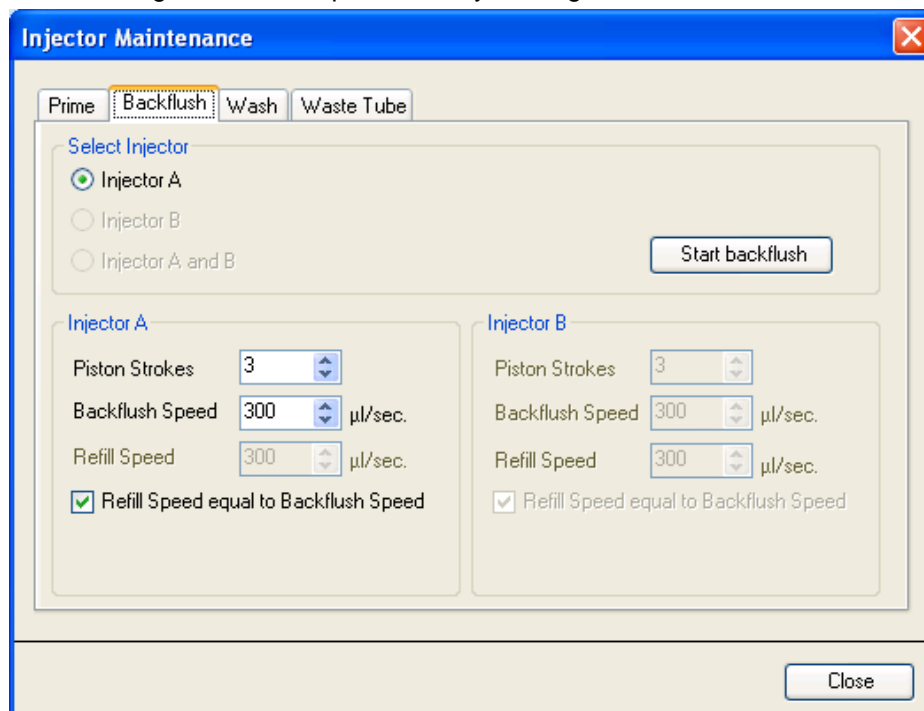 Injector Maintenance
Prime Backflush Wash Waste Tube
Select Injector
Injector A
Injector B
Injector A and B
Start backflush
Injector A
Piston Strokes 3
Backflush Speed 300 µl/sec.
Refill Speed 300 µl/sec.
Refill Speed equal to Backflush Speed
Injector B
Piston Strokes 3
Backflush Speed 300 µl/sec.
Refill Speed 300 µl/sec.
Refill Speed equal to Backflush Speed
Close